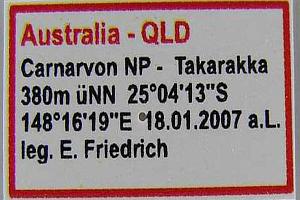 Australia - QLD
Carnarvon NP - Takarakka
380m üNN 25°04'13"S
148°16'19"E 18.01.2007 a.L.
leg. E. Friedrich